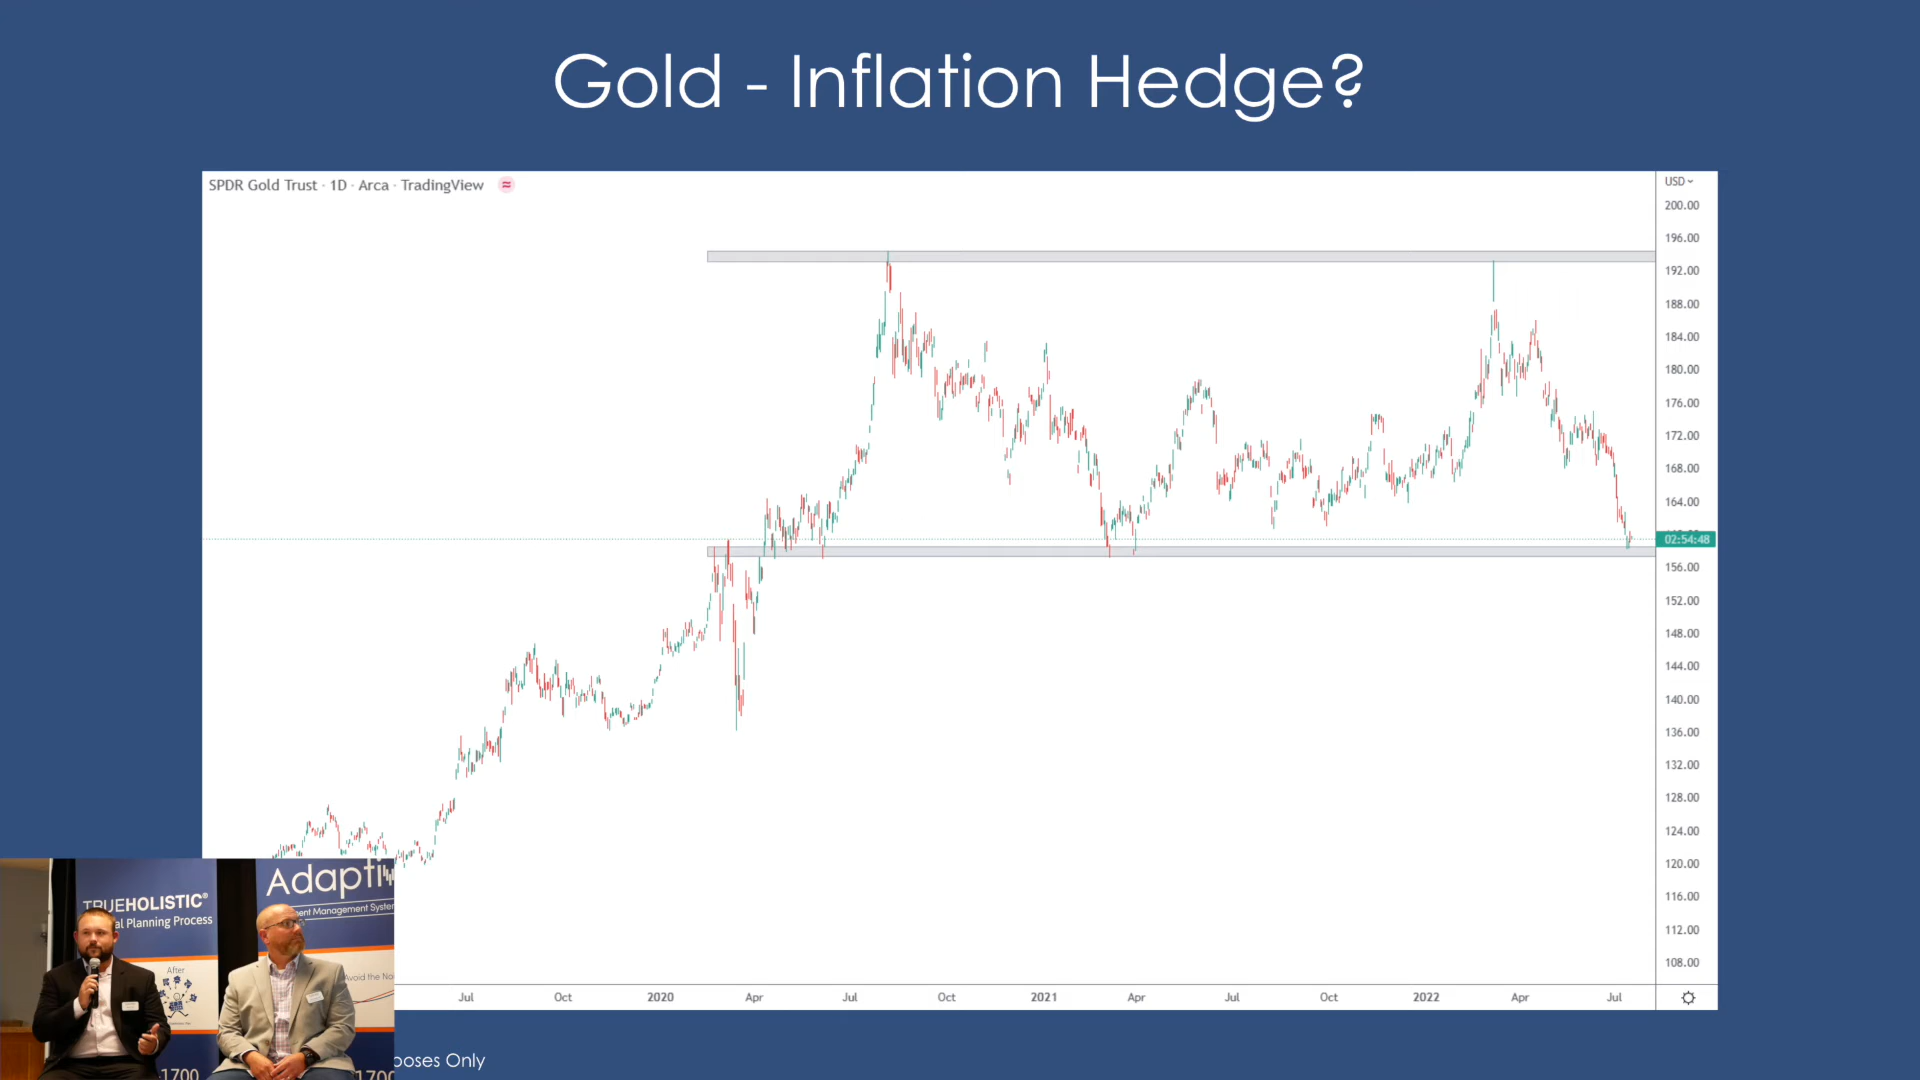 Gold - Inflation Hedge?
SPDR Gold Trust · 1D · Arca · TradingView
USD
200.00
196.00
192.00
188.00
184.00
180.00
176.00
172.00
168.00
164.00
02:54:48
156.00
152.00
148.00
144.00
140.00
136.00
132.00
128.00
124.00
120.00
116.00
112.00
108.00
Jul Oct 2020 Apr Jul Oct 2021 Apr Jul Oct 2022 Apr Jul
TRUEHOLISTIC®
al Planning Process
After
Adapti
ent Management System
Avoid the No
-1700
1700
poses Only